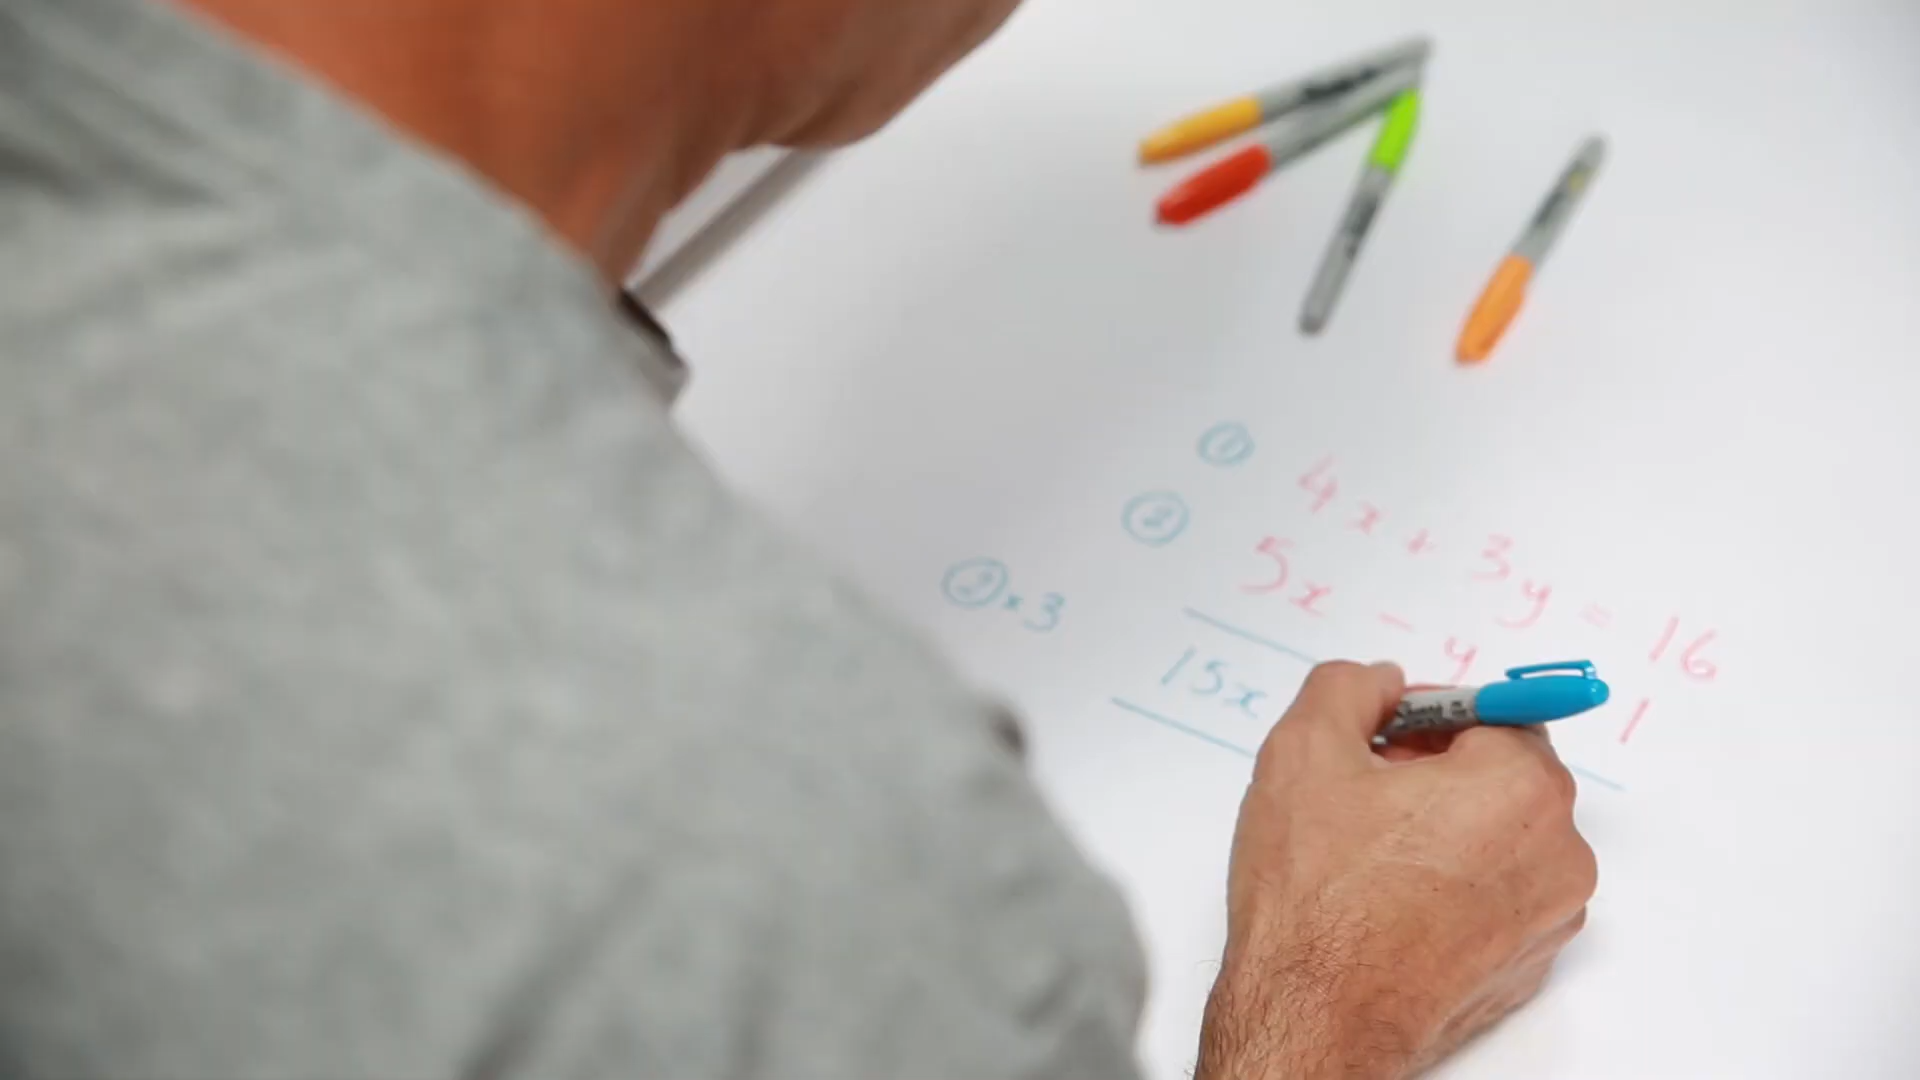 ① 4x + 3y = 16
② 5x - y 1
②×3 15x